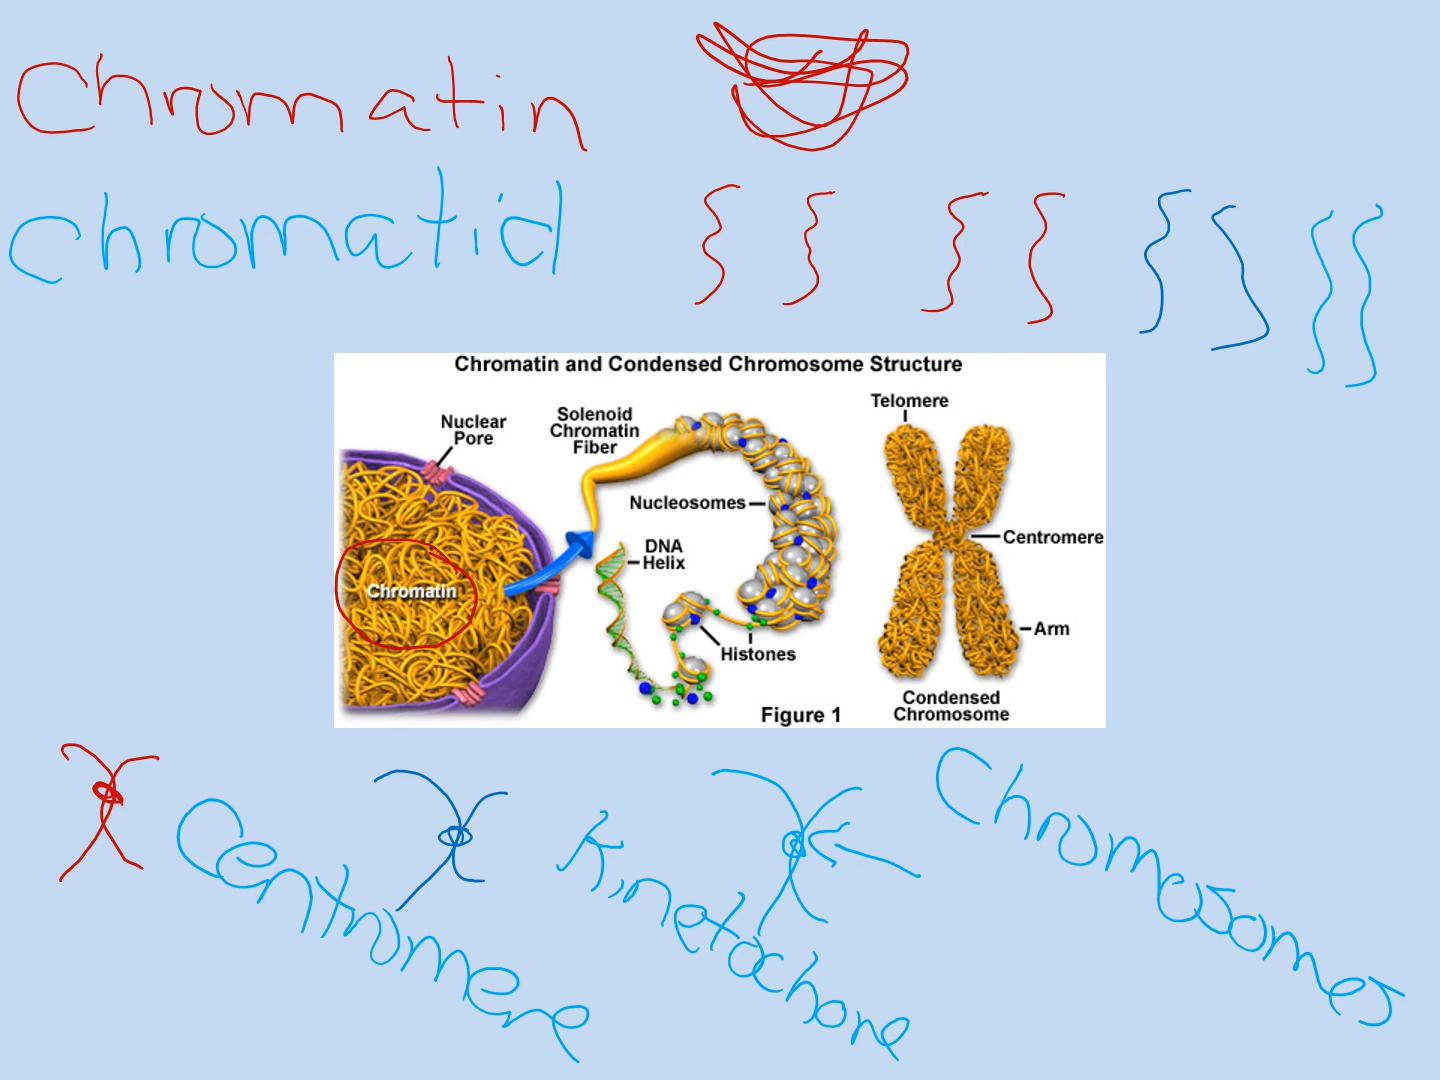 Chromatin
chromatid
Chromatin and Condensed Chromosome Structure
Nuclear
Pore
Solenoid
Chromatin
Fiber
Telomere
Nucleosomes
Centromere
DNA
Helix
Chromatin
Arm
Histones
Condensed
Chromosome
Figure 1
Centromere
Kinetochore
Chromosomes